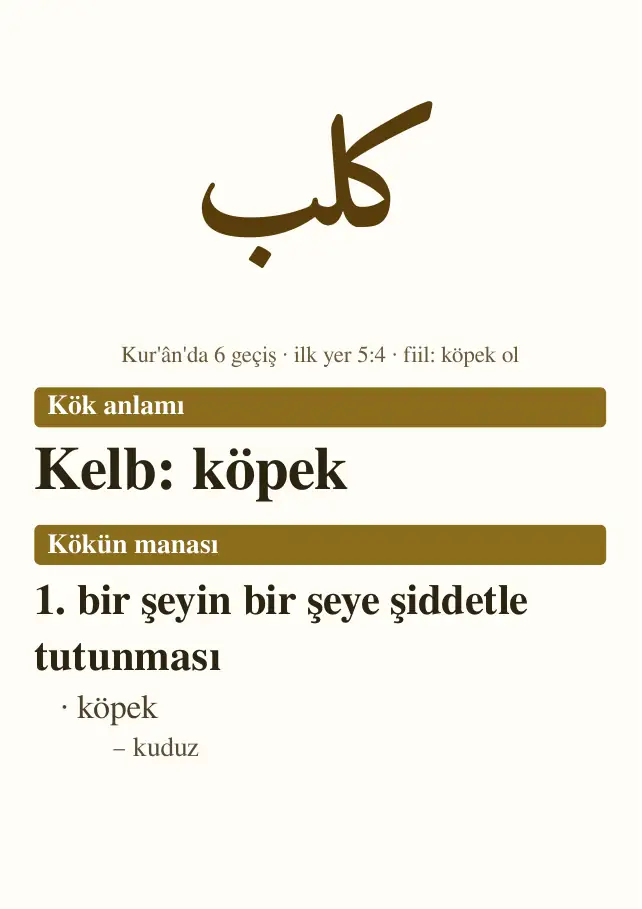 كلب
Kur'ân'da 6 geçiş · ilk yer 5:4 · fiil: köpek ol
Kök anlamı
Kelb: köpek
Kökün manası
1. bir şeyin bir şeye şiddetle
tutunması
· köpek
– kuduz